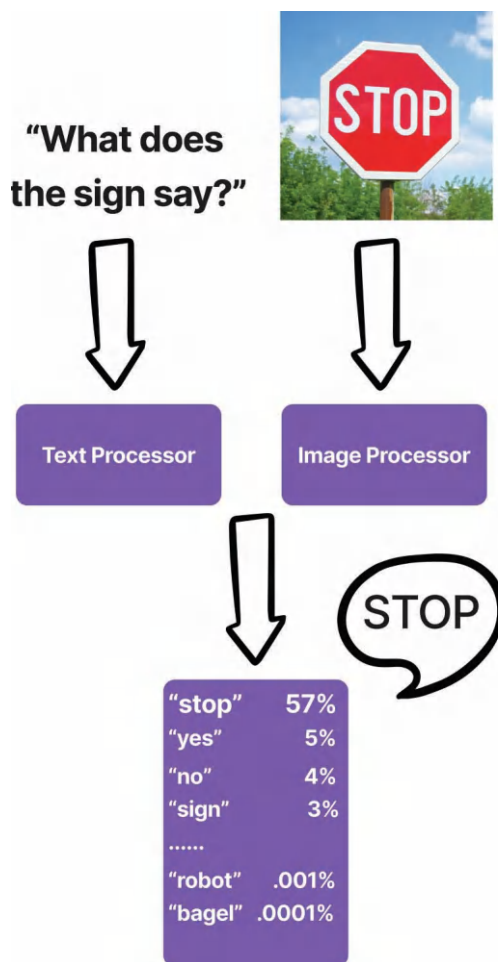 “What does
the sign say?”
STOP
Text Processor
Image Processor
STOP
“stop” 57%
“yes” 5%
“no” 4%
“sign” 3%
......
“robot” .001%
“bagel” .0001%